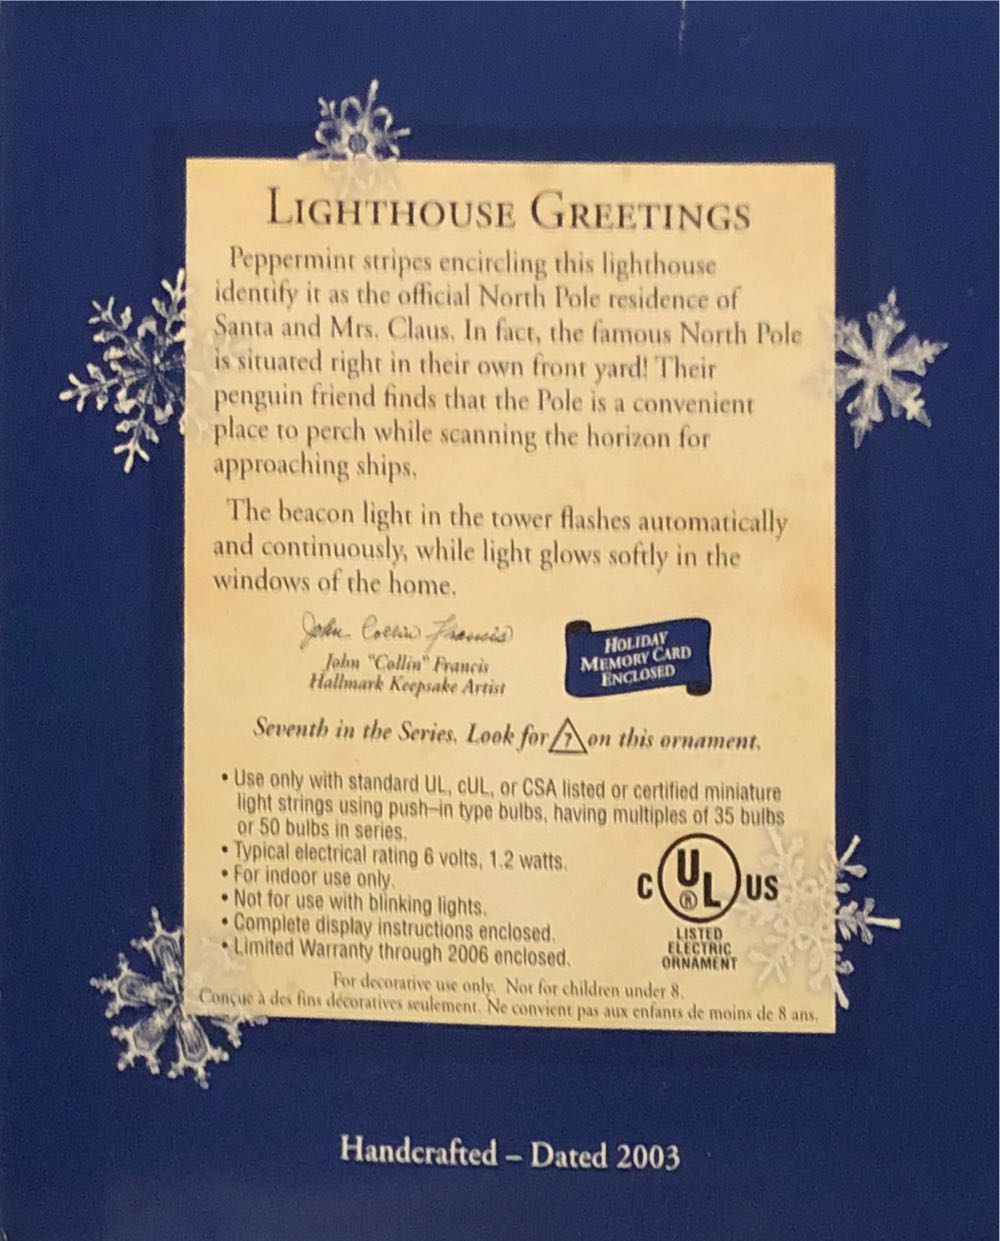 LIGHTHOUSE GREETINGS
Peppermint stripes encircling this lighthouse
identify it as the official North Pole residence of
Santa and Mrs. Claus. In fact, the famous North Pole
is situated right in their own front yard! Their
penguin friend finds that the Pole is a convenient
place to perch while scanning the horizon for
approaching ships.
The beacon light in the tower flashes automatically
and continuously, while light glows softly in the
windows of the home.
John Collin Francis
John "Collin" Francis
Hallmark Keepsake Artist
HOLIDAY
MEMORY CARD
ENCLOSED
Seventh in the Series. Look for 7 on this ornament.
• Use only with standard UL, cUL, or CSA listed or certified miniature
light strings using push–in type bulbs, having multiples of 35 bulbs
or 50 bulbs in series.
• Typical electrical rating 6 volts, 1.2 watts.
• For indoor use only.
• Not for use with blinking lights.
• Complete display instructions enclosed.
• Limited Warranty through 2006 enclosed.
C UL ® US
LISTED
ELECTRIC
ORNAMENT
For decorative use only. Not for children under 8.
Conçue à des fins décoratives seulement. Ne convient pas aux enfants de moins de 8 ans.
Handcrafted – Dated 2003